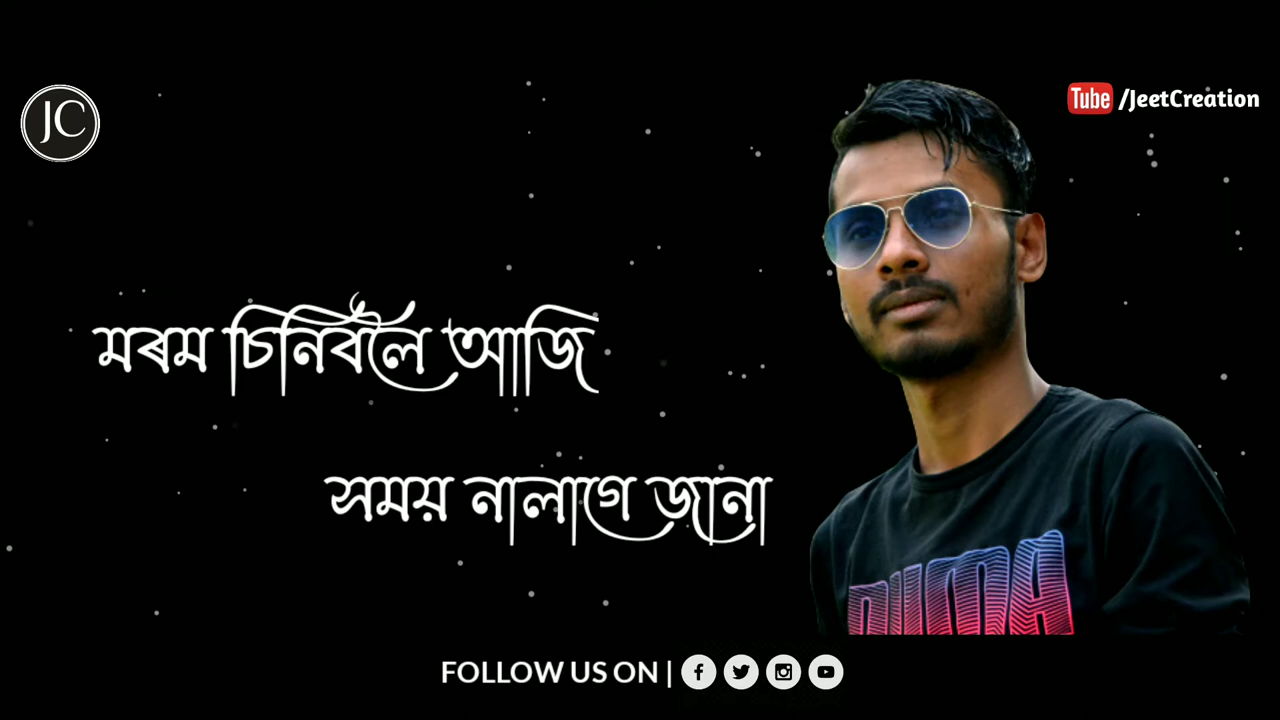 JC
Tube /JeetCreation
মৰম চিনিবলৈ আজি
সময় নালাগে জানা
PUMA
FOLLOW US ON |